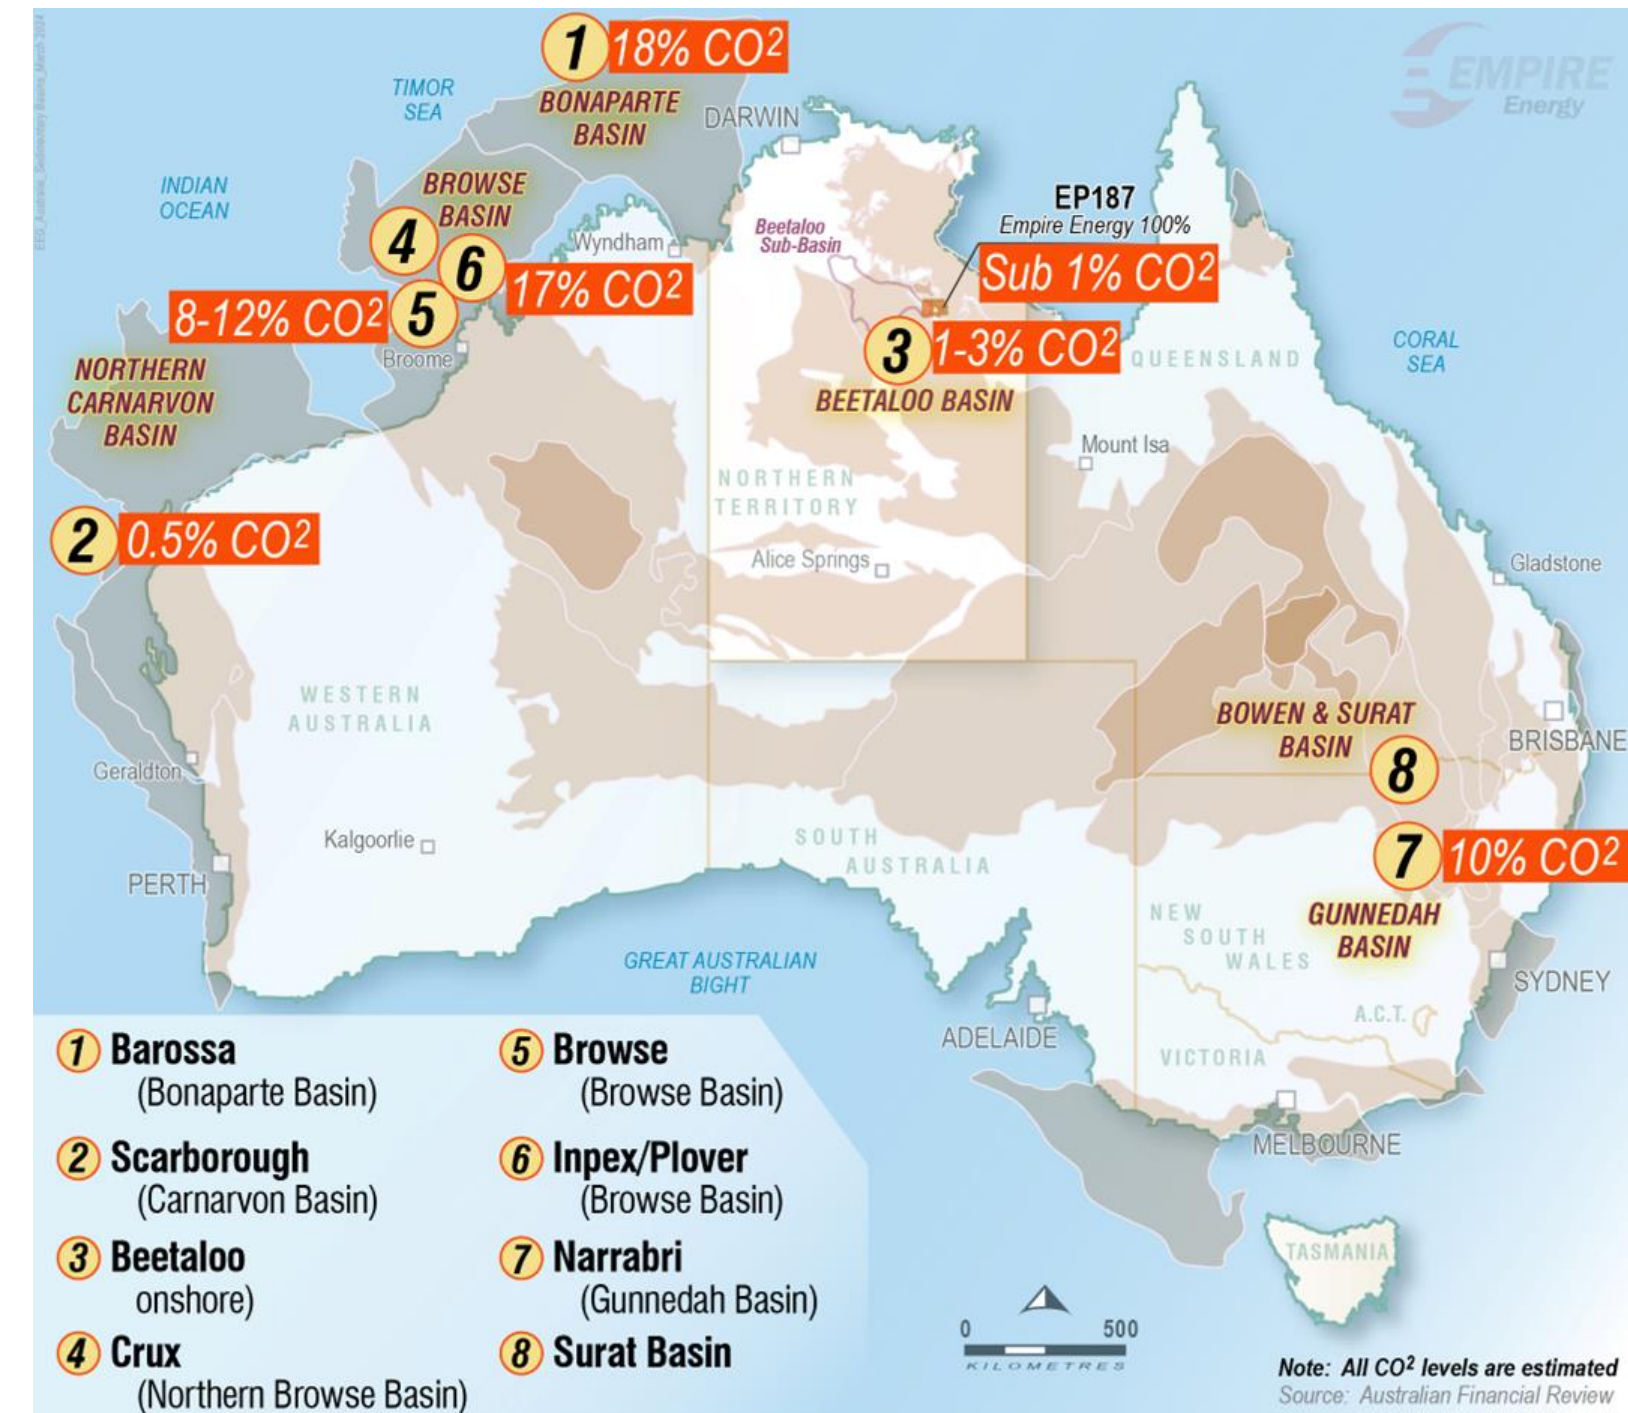 EEG_Australia_Sedimentary Basins_March 2024
EMPIRE
Energy
1 18% CO²
BONAPARTE
BASIN
TIMOR
SEA
DARWIN
INDIAN
OCEAN
BROWSE
BASIN
4
6 17% CO²
8-12% CO² 5
Wyndham
Broome
Beetaloo
Sub-Basin
EP187
Empire Energy 100%
Sub 1% CO²
3 1-3% CO²
BEETALOO BASIN
QUEENSLAND
CORAL
SEA
NORTHERN
CARNARVON
BASIN
2 0.5% CO²
Mount Isa
NORTHERN
TERRITORY
Alice Springs
Gladstone
WESTERN
AUSTRALIA
BOWEN & SURAT
BASIN
8
BRISBANE
Geraldton
Kalgoorlie
PERTH
SOUTH
AUSTRALIA
7 10% CO²
GUNNEDAH
BASIN
NEW
SOUTH
WALES
SYDNEY
A.C.T.
GREAT AUSTRALIAN
BIGHT
ADELAIDE
VICTORIA
MELBOURNE
TASMANIA
1 Barossa
(Bonaparte Basin)
2 Scarborough
(Carnarvon Basin)
3 Beetaloo
onshore)
4 Crux
(Northern Browse Basin)
5 Browse
(Browse Basin)
6 Inpex/Plover
(Browse Basin)
7 Narrabri
(Gunnedah Basin)
8 Surat Basin
0 500
KILOMETRES
Note: All CO² levels are estimated
Source: Australian Financial Review